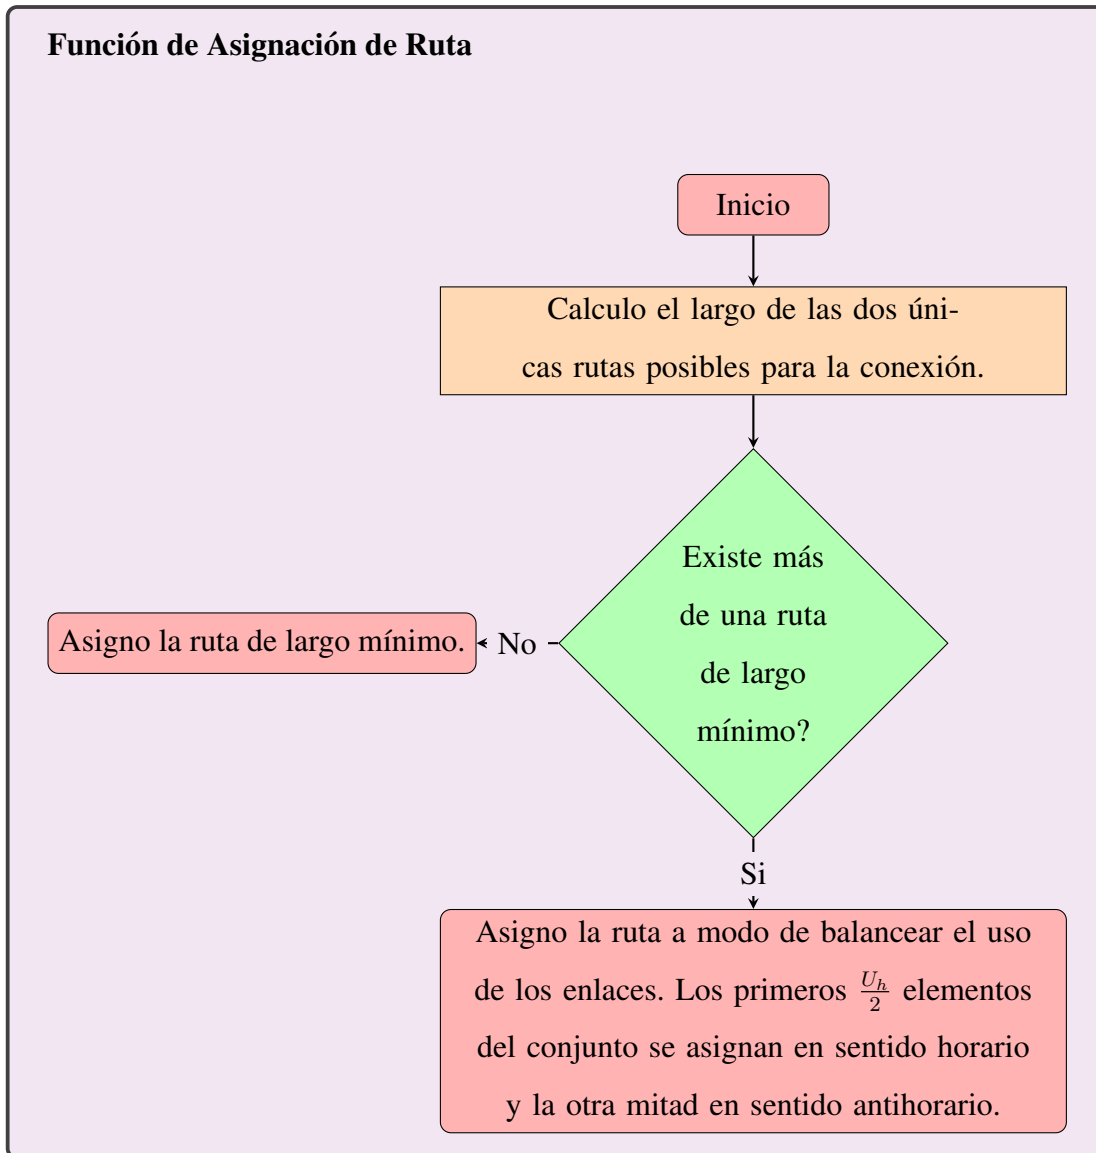 Función de Asignación de Ruta
Inicio
Calculo el largo de las dos úni-
cas rutas posibles para la conexión.
Existe más
de una ruta
de largo
mínimo?
No
Asigno la ruta de largo mínimo.
Si
Asigno la ruta a modo de balancear el uso
de los enlaces. Los primeros $\frac{U_h}{2}$ elementos
del conjunto se asignan en sentido horario
y la otra mitad en sentido antihorario.